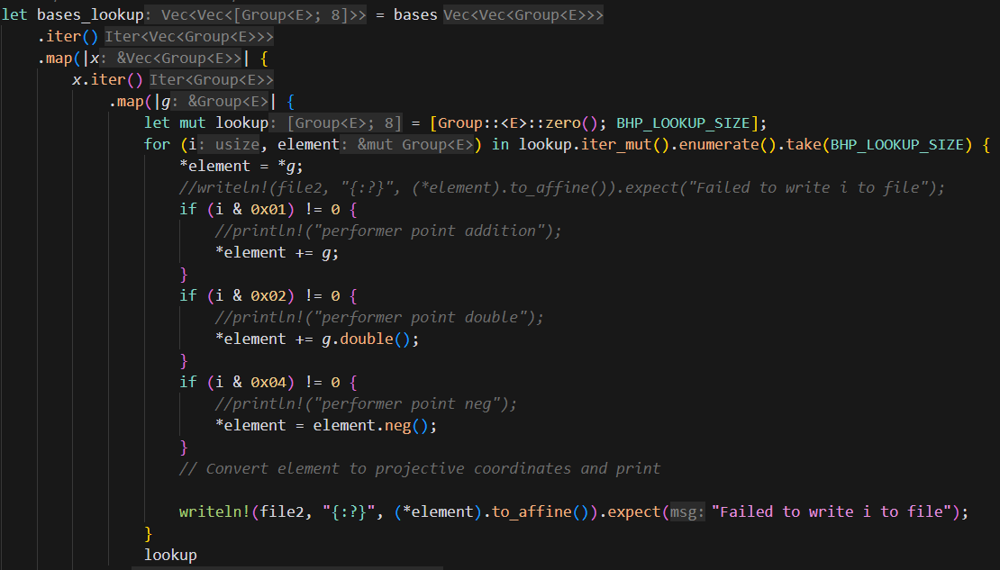 let bases_lookup: Vec<Vec<[Group<E>; 8]>> = bases Vec<Vec<Group<E>>>
    .iter() Iter<Vec<Group<E>>>
    .map(|x: &Vec<Group<E>>| {
        x.iter() Iter<Group<E>>
            .map(|g: &Group<E>| {
                let mut lookup: [Group<E>; 8] = [Group::<E>::zero(); BHP_LOOKUP_SIZE];
                for (i: usize, element: &mut Group<E>) in lookup.iter_mut().enumerate().take(BHP_LOOKUP_SIZE) {
                    *element = *g;
                    //writeln!(file2, "{:?}", (*element).to_affine()).expect("Failed to write i to file");
                    if (i & 0x01) != 0 {
                        //println!("performer point addition");
                        *element += g;
                    }
                    if (i & 0x02) != 0 {
                        //println!("performer point double");
                        *element += g.double();
                    }
                    if (i & 0x04) != 0 {
                        //println!("performer point neg");
                        *element = element.neg();
                    }
                    // Convert element to projective coordinates and print

                    writeln!(file2, "{:?}", (*element).to_affine()).expect(msg: "Failed to write i to file");
                }
                lookup